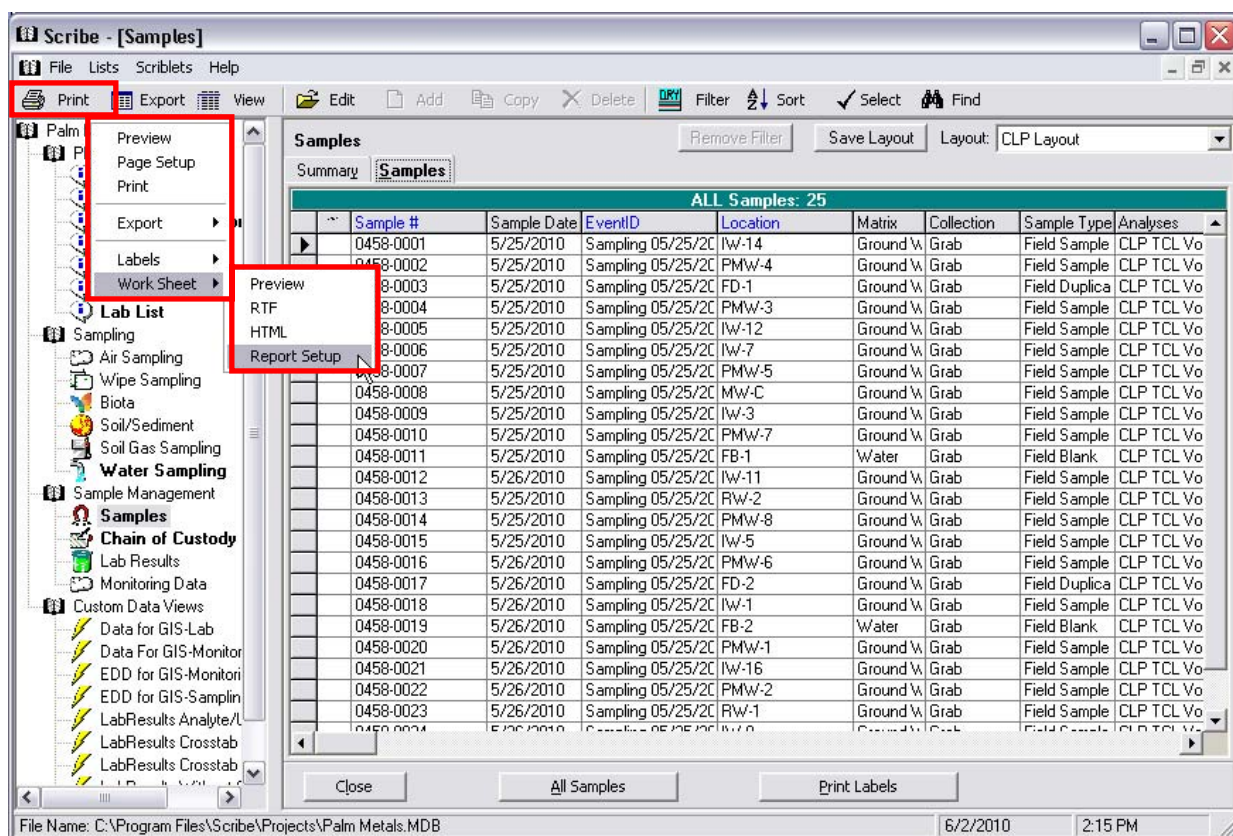 Scribe - [Samples]
File Lists Scriblets Help
Print Export View Edit Add Copy Delete Filter Sort Select Find
Palm
Preview
Page Setup
Print
Export
Labels
Work Sheet
Preview
RTF
HTML
Report Setup
Lab List
Sampling
Air Sampling
Wipe Sampling
Biota
Soil/Sediment
Soil Gas Sampling
Water Sampling
Sample Management
Samples
Chain of Custody
Lab Results
Monitoring Data
Custom Data Views
Data for GIS-Lab
Data For GIS-Monitor
EDD for GIS-Monitori
EDD for GIS-Samplin
LabResults Analyte/L
LabResults Crosstab
LabResults Crosstab
Samples Remove Filter Save Layout Layout: CLP Layout
Summary Samples
ALL Samples: 25
Sample # Sample Date EventID Location Matrix Collection Sample Type Analyses
0458-0001 5/25/2010 Sampling 05/25/20 IW-14 Ground W Grab Field Sample CLP TCL Vo
0458-0002 5/25/2010 Sampling 05/25/20 PMW-4 Ground W Grab Field Sample CLP TCL Vo
8-0003 5/25/2010 Sampling 05/25/20 FD-1 Ground W Grab Field Duplica CLP TCL Vo
8-0004 5/25/2010 Sampling 05/25/20 PMW-3 Ground W Grab Field Sample CLP TCL Vo
8-0005 5/25/2010 Sampling 05/25/20 IW-12 Ground W Grab Field Sample CLP TCL Vo
8-0006 5/25/2010 Sampling 05/25/20 IW-7 Ground W Grab Field Sample CLP TCL Vo
8-0007 5/25/2010 Sampling 05/25/20 PMW-5 Ground W Grab Field Sample CLP TCL Vo
0458-0008 5/25/2010 Sampling 05/25/20 MW-C Ground W Grab Field Sample CLP TCL Vo
0458-0009 5/25/2010 Sampling 05/25/20 IW-3 Ground W Grab Field Sample CLP TCL Vo
0458-0010 5/25/2010 Sampling 05/25/20 PMW-7 Ground W Grab Field Sample CLP TCL Vo
0458-0011 5/25/2010 Sampling 05/25/20 FB-1 Water Grab Field Blank CLP TCL Vo
0458-0012 5/26/2010 Sampling 05/25/20 IW-11 Ground W Grab Field Sample CLP TCL Vo
0458-0013 5/25/2010 Sampling 05/25/20 RW-2 Ground W Grab Field Sample CLP TCL Vo
0458-0014 5/25/2010 Sampling 05/25/20 PMW-8 Ground W Grab Field Sample CLP TCL Vo
0458-0015 5/25/2010 Sampling 05/25/20 IW-5 Ground W Grab Field Sample CLP TCL Vo
0458-0016 5/26/2010 Sampling 05/25/20 PMW-6 Ground W Grab Field Sample CLP TCL Vo
0458-0017 5/26/2010 Sampling 05/25/20 FD-2 Ground W Grab Field Duplica CLP TCL Vo
0458-0018 5/26/2010 Sampling 05/25/20 IW-1 Ground W Grab Field Sample CLP TCL Vo
0458-0019 5/26/2010 Sampling 05/25/20 FB-2 Water Grab Field Blank CLP TCL Vo
0458-0020 5/26/2010 Sampling 05/25/20 PMW-1 Ground W Grab Field Sample CLP TCL Vo
0458-0021 5/26/2010 Sampling 05/25/20 IW-16 Ground W Grab Field Sample CLP TCL Vo
0458-0022 5/26/2010 Sampling 05/25/20 PMW-2 Ground W Grab Field Sample CLP TCL Vo
0458-0023 5/26/2010 Sampling 05/25/20 RW-1 Ground W Grab Field Sample CLP TCL Vo
Close All Samples Print Labels
File Name: C:\Program Files\Scribe\Projects\Palm Metals.MDB 6/2/2010 2:15 PM